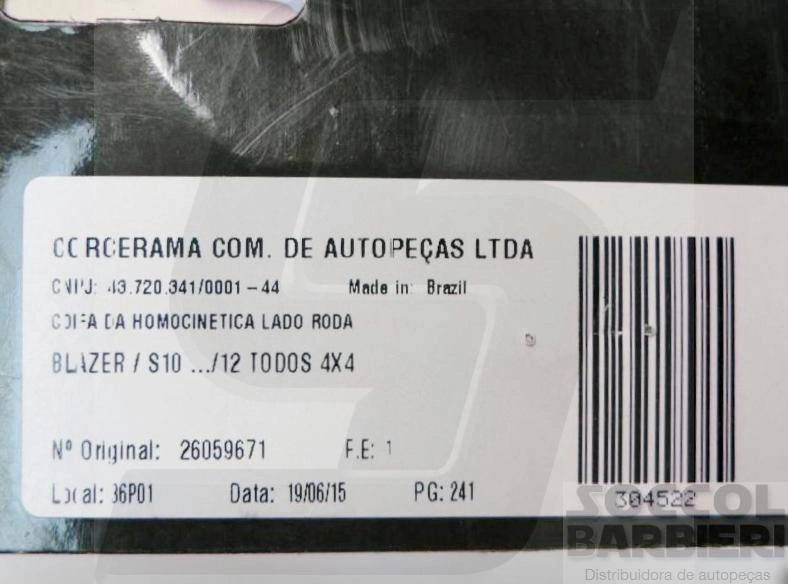 COM. DE AUTOPEÇAS LTDA
CNPJ: 43.720.341/0001-44 Made in: Brazil
COIFA DA HOMOCINETICA LADO RODA
BLAZER / S10 .../12 TODOS 4X4
Nº Original: 26059671 F.E: 1
Local: 36P01 Data: 19/06/15 PG: 241
304522
SOCCOL
BARBIERI
Distribuidora de autopeças